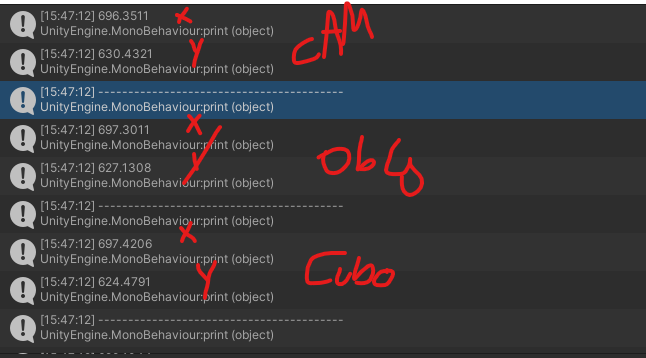 [15:47:12] 696.3511 x
UnityEngine.MonoBehaviour:print (object)
CAM
[15:47:12] 630.4321 y
UnityEngine.MonoBehaviour:print (object)
[15:47:12] -----------------------------------------
UnityEngine.MonoBehaviour:print (object)
[15:47:12] 697.3011 x
UnityEngine.MonoBehaviour:print (object)
Obj
[15:47:12] 627.1308 y
UnityEngine.MonoBehaviour:print (object)
[15:47:12] -----------------------------------------
UnityEngine.MonoBehaviour:print (object)
[15:47:12] 697.4206 x
UnityEngine.MonoBehaviour:print (object)
Cubo
[15:47:12] 624.4791 y
UnityEngine.MonoBehaviour:print (object)
[15:47:12] -----------------------------------------
UnityEngine.MonoBehaviour:print (object)